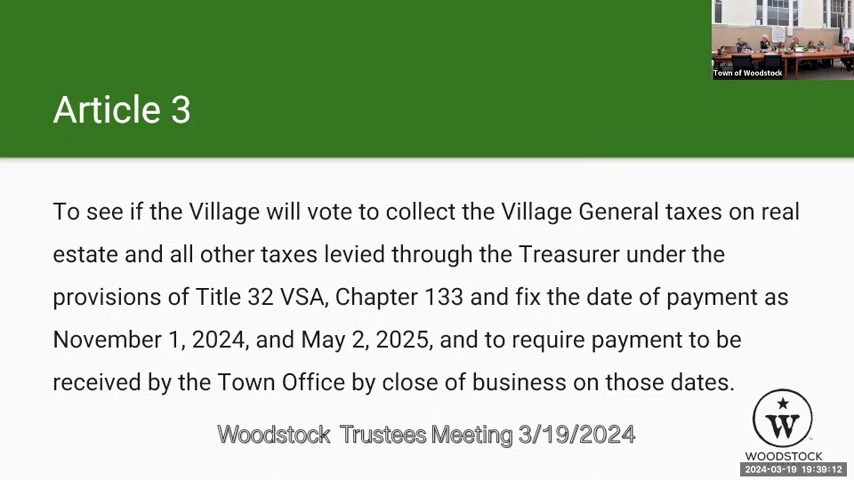 Town of Woodstock
Article 3
To see if the Village will vote to collect the Village General taxes on real
estate and all other taxes levied through the Treasurer under the
provisions of Title 32 VSA, Chapter 133 and fix the date of payment as
November 1, 2024, and May 2, 2025, and to require payment to be
received by the Town Office by close of business on those dates.
Woodstock Trustees Meeting 3/19/2024
W
WOODSTOCK
2024-03-19 19:39:12